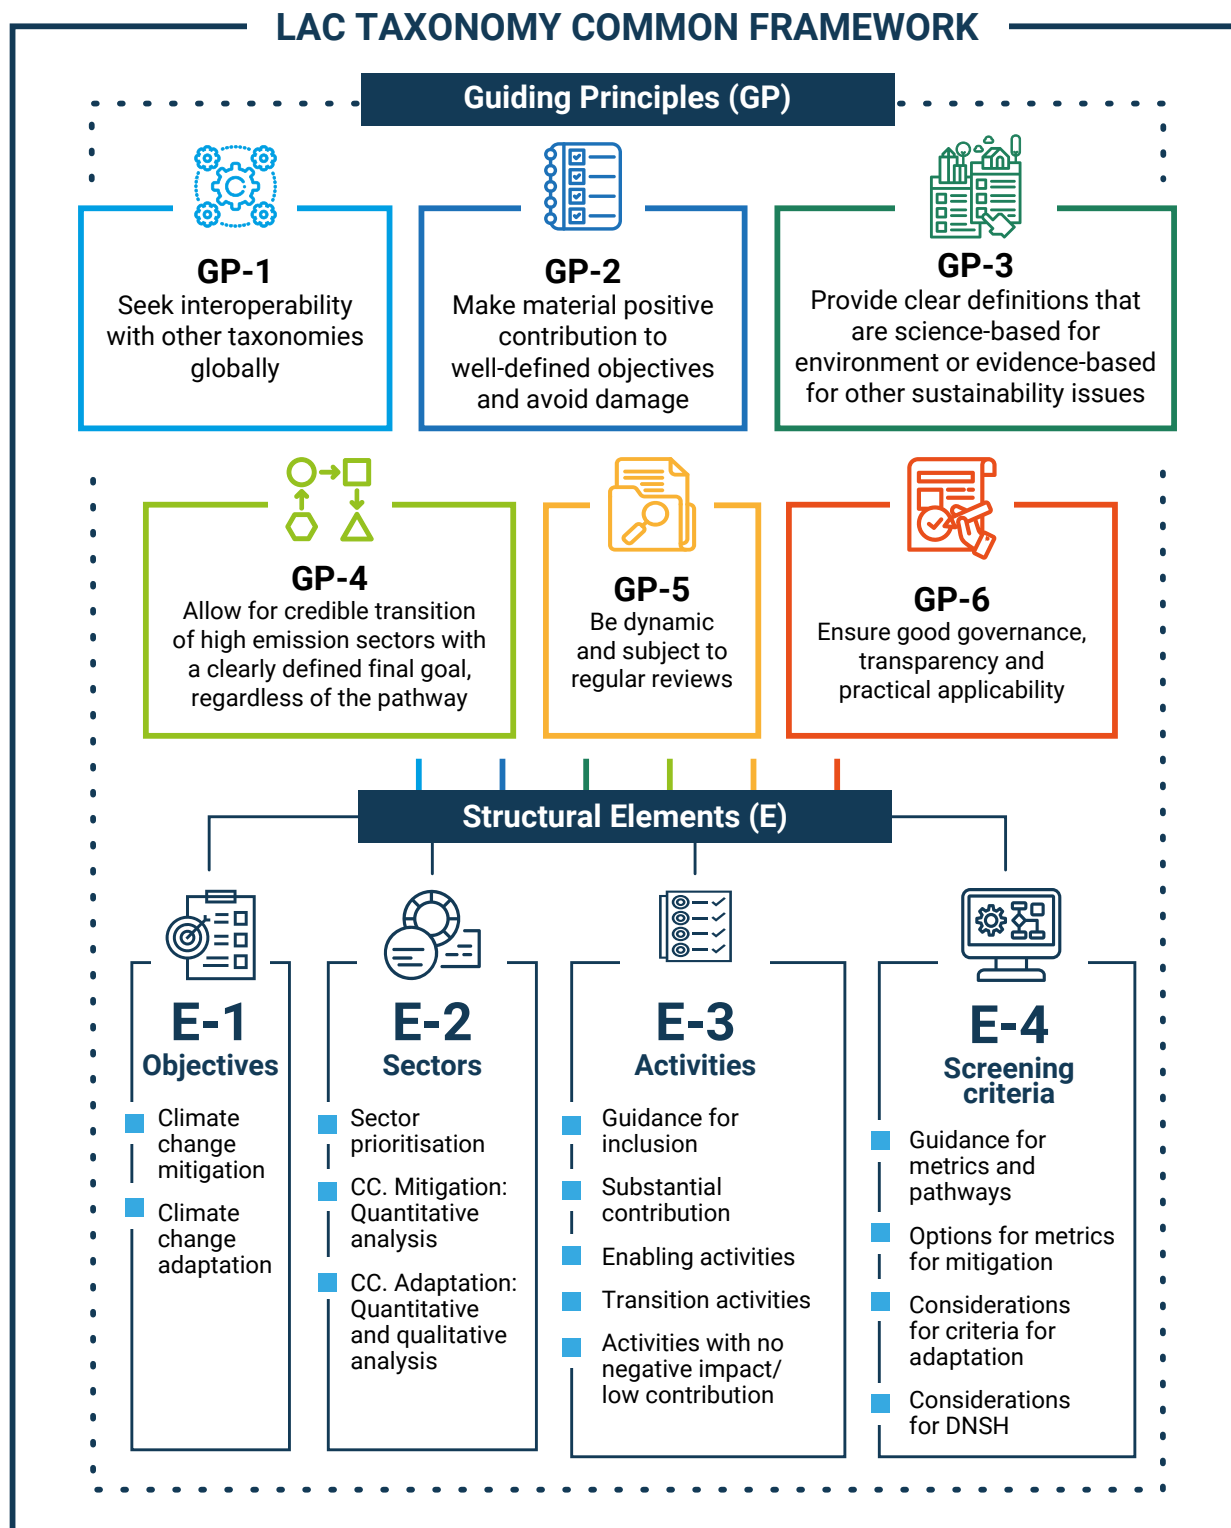 LAC TAXONOMY COMMON FRAMEWORK
Guiding Principles (GP)
GP-1
Seek interoperability
with other taxonomies
globally
GP-2
Make material positive
contribution to
well-defined objectives
and avoid damage
GP-3
Provide clear definitions that
are science-based for
environment or evidence-based
for other sustainability issues
GP-4
Allow for credible transition
of high emission sectors with
a clearly defined final goal,
regardless of the pathway
GP-5
Be dynamic
and subject to
regular reviews
GP-6
Ensure good governance,
transparency and
practical applicability
Structural Elements (E)
E-1
Objectives
Climate
change
mitigation
Climate
change
adaptation
E-2
Sectors
Sector
prioritisation
CC. Mitigation:
Quantitative
analysis
CC. Adaptation:
Quantitative
and qualitative
analysis
E-3
Activities
Guidance for
inclusion
Substantial
contribution
Enabling activities
Transition activities
Activities with no
negative impact/
low contribution
E-4
Screening
criteria
Guidance for
metrics and
pathways
Options for metrics
for mitigation
Considerations
for criteria for
adaptation
Considerations
for DNSH